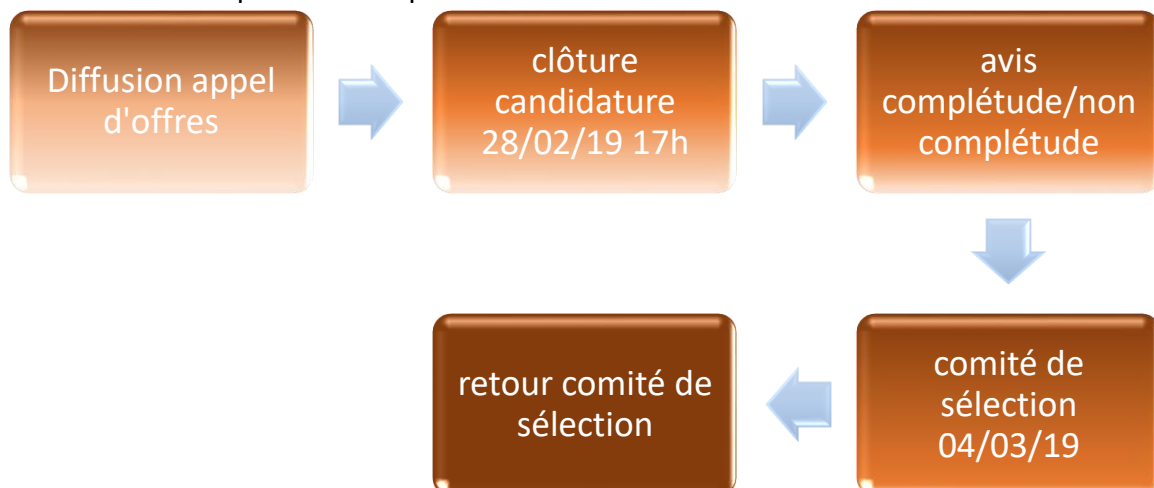 Diffusion appel
d'offres
clôture
candidature
28/02/19 17h
avis
complétude/non
complétude
comité de
sélection
04/03/19
retour comité de
sélection